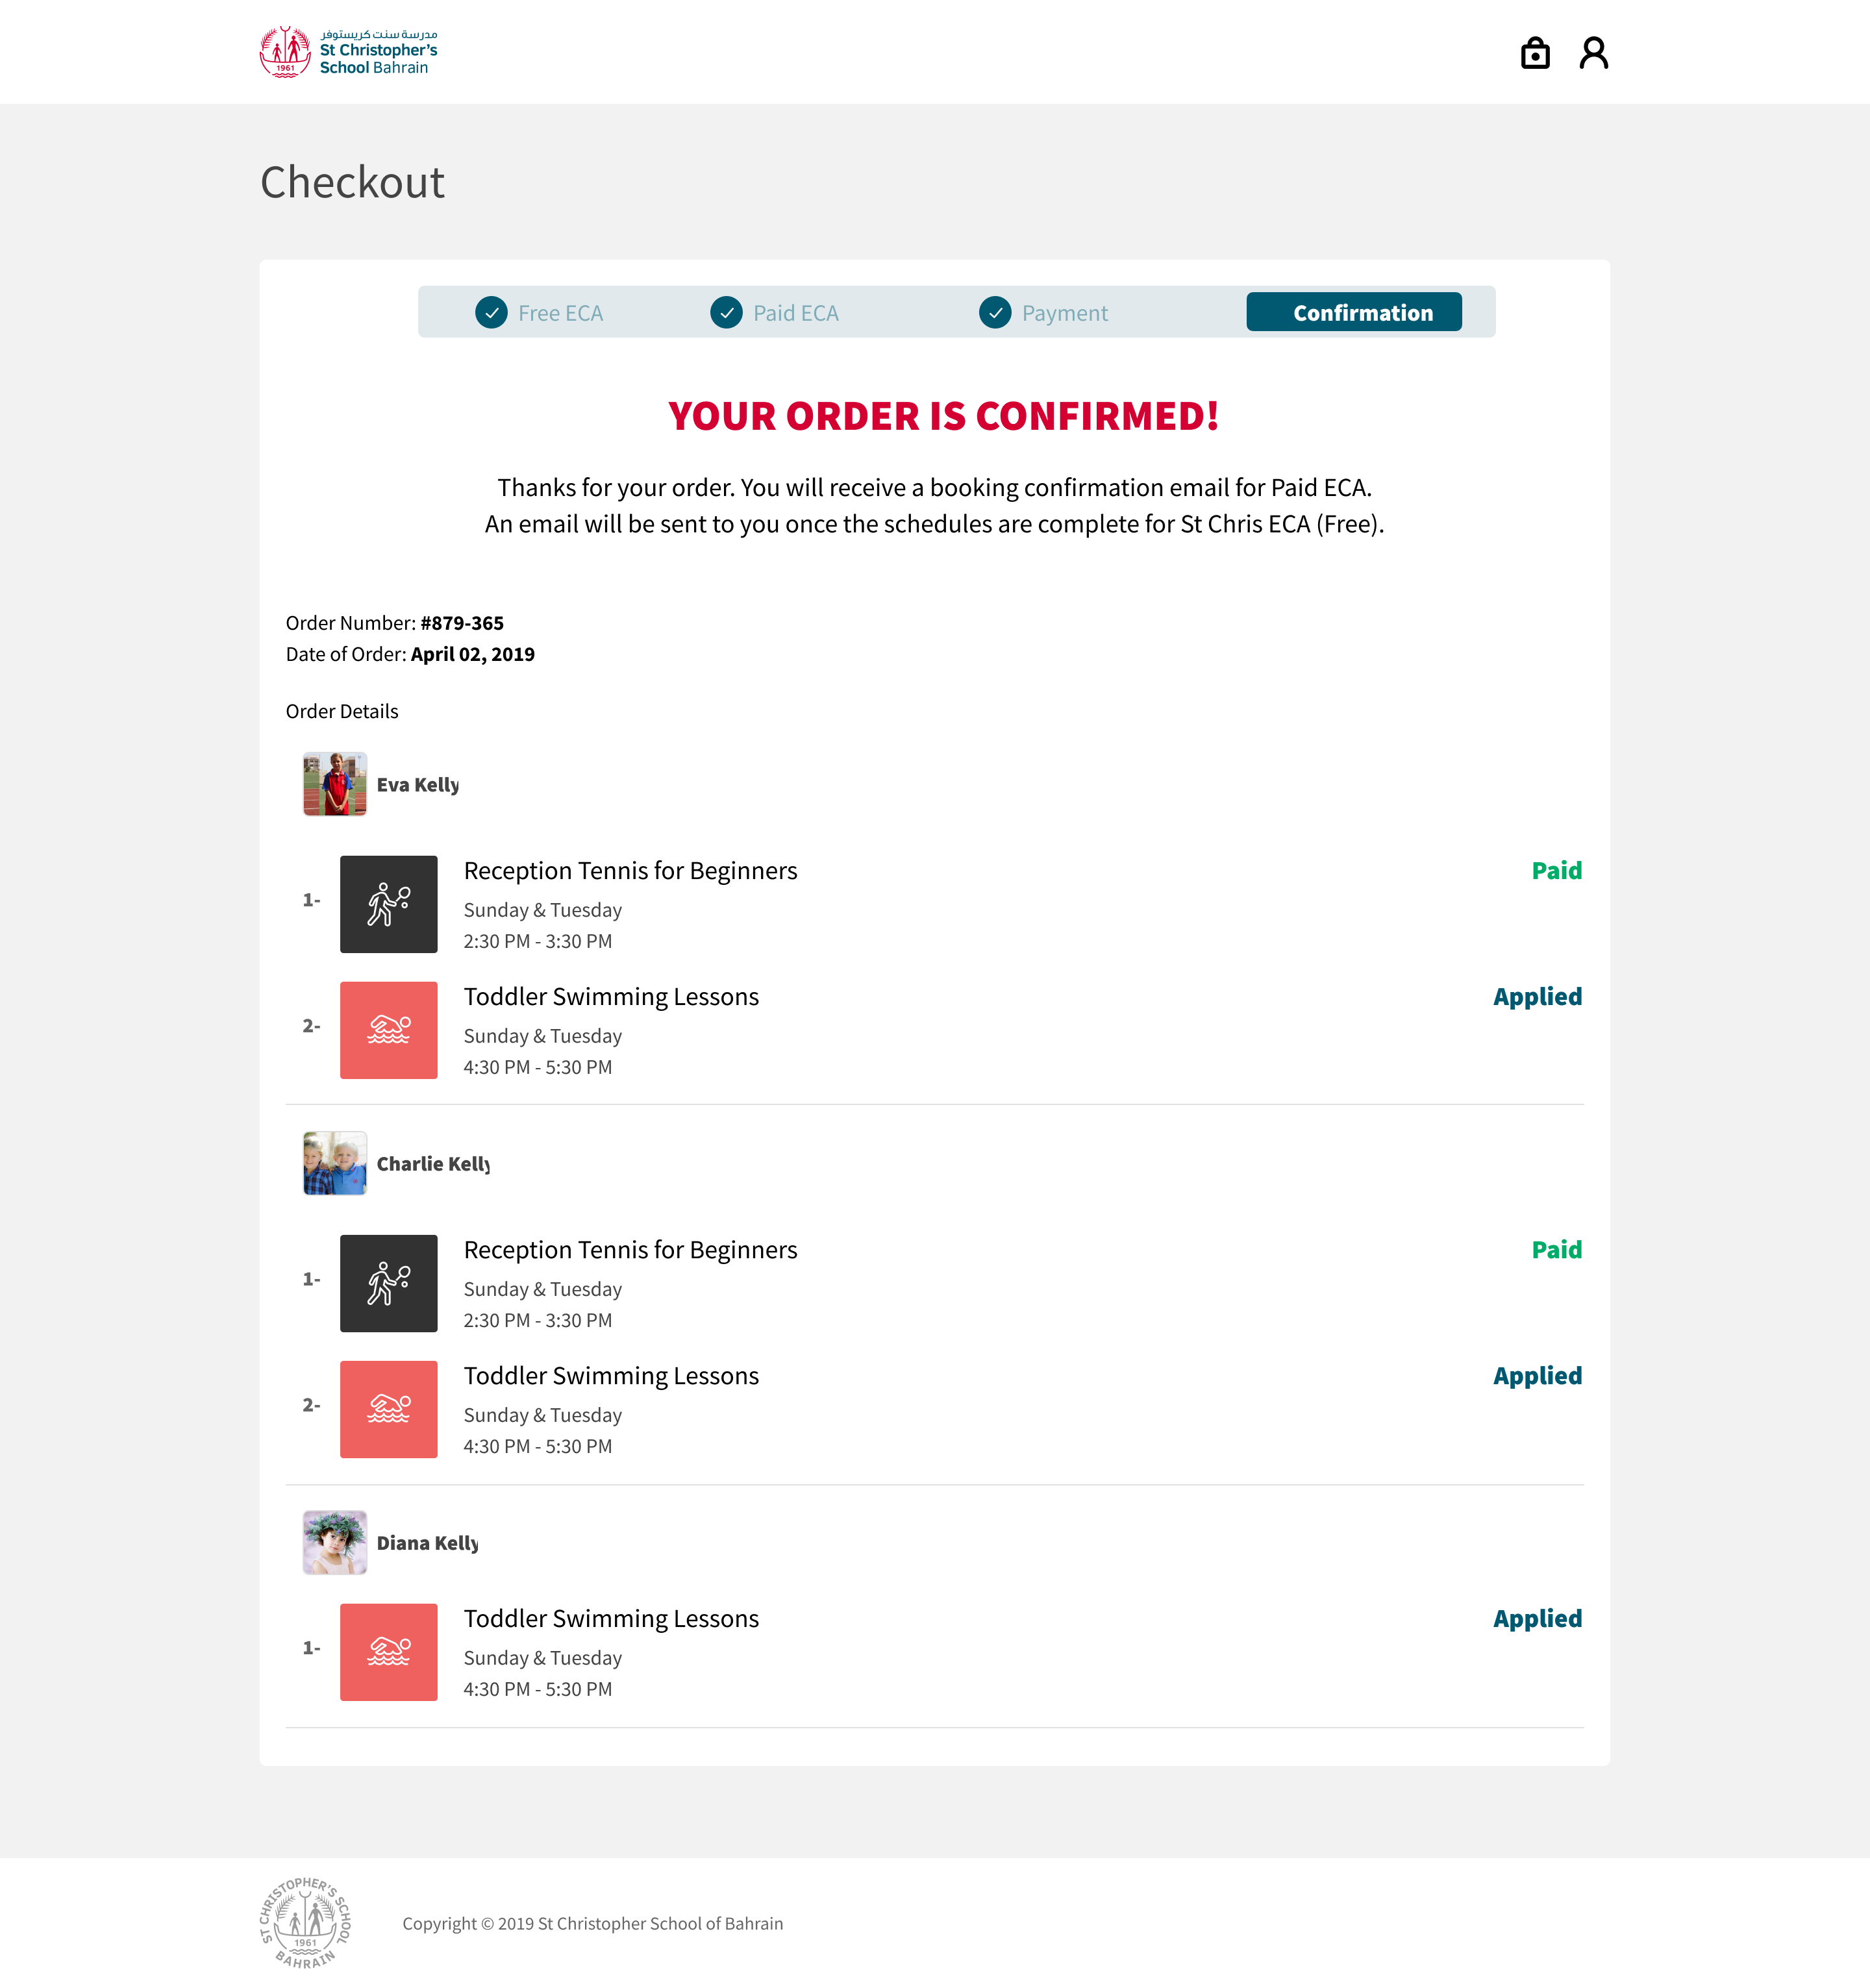 مدرسة سنت كريستوفر
St Christopher's
School Bahrain
1961
Checkout
Free ECA
Paid ECA
Payment
Confirmation
YOUR ORDER IS CONFIRMED!
Thanks for your order. You will receive a booking confirmation email for Paid ECA.
An email will be sent to you once the schedules are complete for St Chris ECA (Free).
Order Number: #879-365
Date of Order: April 02, 2019
Order Details
Eva Kelly
1-
Reception Tennis for Beginners
Paid
Sunday & Tuesday
2:30 PM - 3:30 PM
2-
Toddler Swimming Lessons
Applied
Sunday & Tuesday
4:30 PM - 5:30 PM
Charlie Kelly
1-
Reception Tennis for Beginners
Paid
Sunday & Tuesday
2:30 PM - 3:30 PM
2-
Toddler Swimming Lessons
Applied
Sunday & Tuesday
4:30 PM - 5:30 PM
Diana Kelly
1-
Toddler Swimming Lessons
Applied
Sunday & Tuesday
4:30 PM - 5:30 PM
ST CHRISTOPHER'S SCHOOL
1961
BAHRAIN
Copyright © 2019 St Christopher School of Bahrain